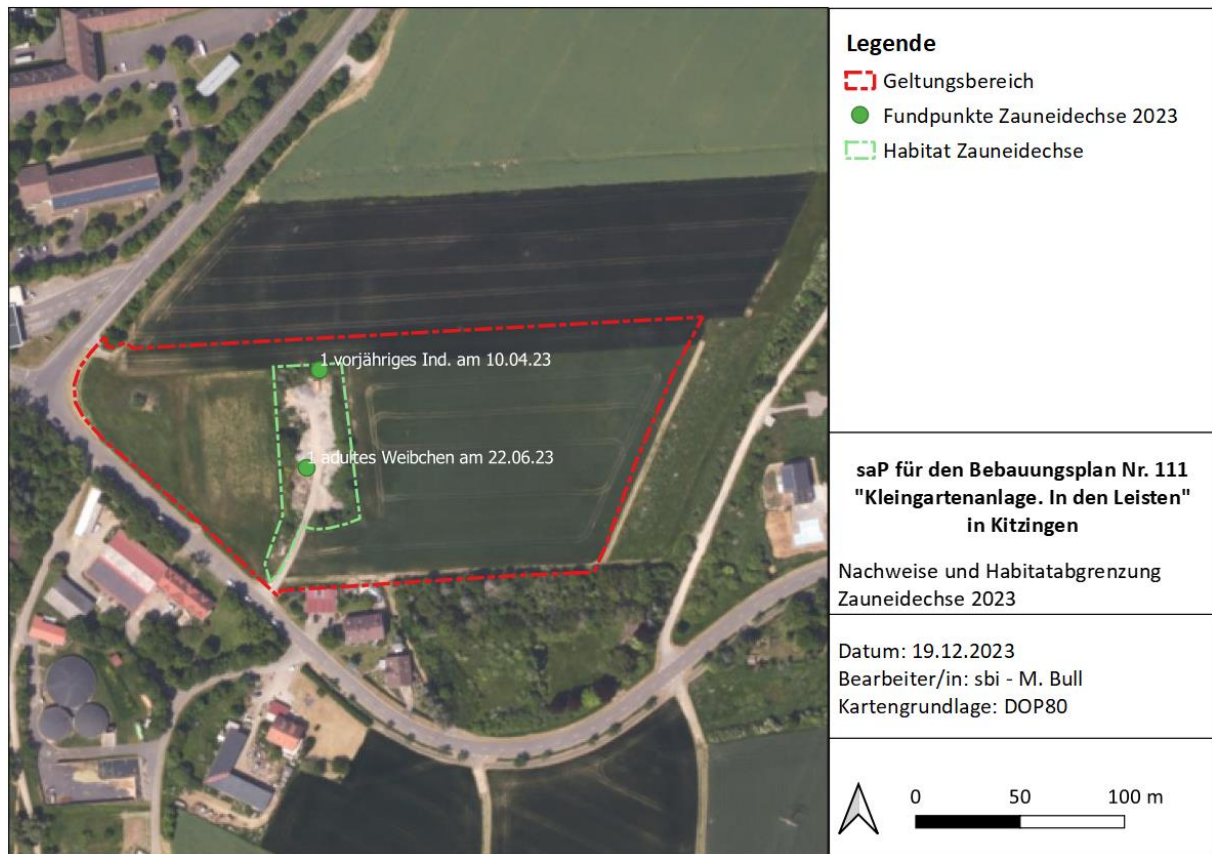 1 vorjähriges Ind. am 10.04.23
1 adultes Weibchen am 22.06.23
Legende
Geltungsbereich
Fundpunkte Zauneidechse 2023
Habitat Zauneidechse
saP für den Bebauungsplan Nr. 111
"Kleingartenanlage. In den Leisten"
in Kitzingen
Nachweise und Habitatabgrenzung
Zauneidechse 2023
Datum: 19.12.2023
Bearbeiter/in: sbi - M. Bull
Kartengrundlage: DOP80
0 50 100 m